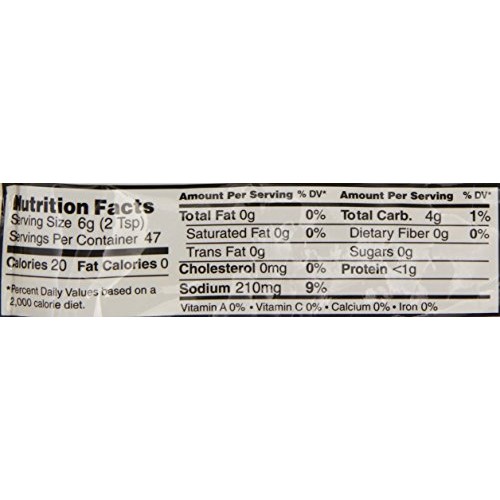 Nutrition Facts
Serving Size 6g (2 Tsp)
Servings Per Container 47
Calories 20 Fat Calories 0
*Percent Daily Values based on a
2,000 calorie diet.
Amount Per Serving % DV*
Total Fat 0g 0%
Saturated Fat 0g 0%
Trans Fat 0g
Cholesterol 0mg 0%
Sodium 210mg 9%
Amount Per Serving % DV*
Total Carb. 4g 1%
Dietary Fiber 0g 0%
Sugars 0g
Protein <1g
Vitamin A 0% • Vitamin C 0% • Calcium 0% • Iron 0%